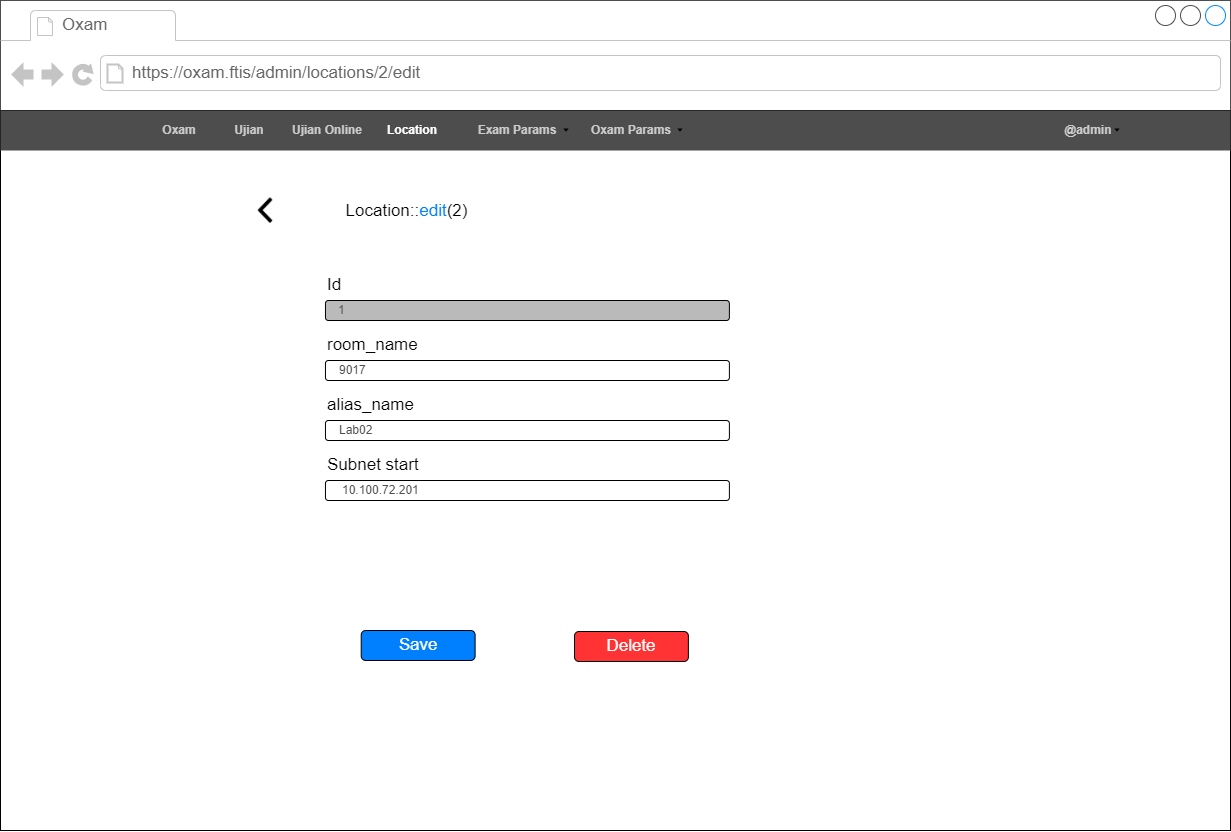 Oxam
https://oxam.ftis/admin/locations/2/edit
Oxam Ujian Ujian Online Location Exam Params Oxam Params @admin
Location::edit(2)
Id
1
room_name
9017
alias_name
Lab02
Subnet start
10.100.72.201
Save Delete